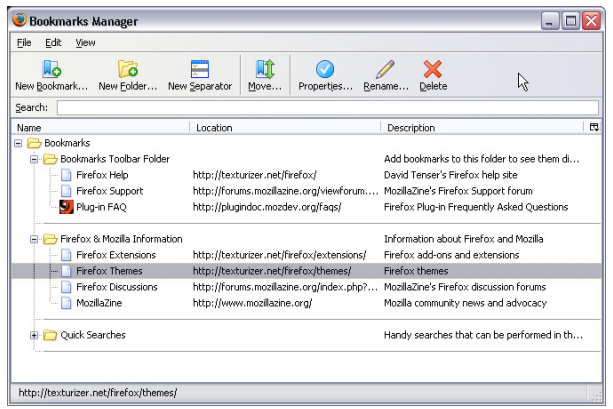 Bookmarks Manager
File Edit View
New Bookmark... New Folder... New Separator Move... Properties... Rename... Delete
Search:
Name Location Description
Bookmarks
Bookmarks Toolbar Folder Add bookmarks to this folder to see them di...
Firefox Help http://texturizer.net/firefox/ David Tenser's Firefox help site
Firefox Support http://forums.mozillazine.org/viewforum.... MozillaZine's Firefox Support forum
Plug-in FAQ http://plugindoc.mozdev.org/faqs/ Firefox Plug-in Frequently Asked Questions
Firefox & Mozilla Information Information about Firefox and Mozilla
Firefox Extensions http://texturizer.net/firefox/extensions/ Firefox add-ons and extensions
Firefox Themes http://texturizer.net/firefox/themes/ Firefox themes
Firefox Discussions http://forums.mozillazine.org/index.php?... MozillaZine's Firefox discussion forums
MozillaZine http://www.mozillazine.org/ Mozilla community news and advocacy
Quick Searches Handy searches that can be performed in th...
http://texturizer.net/firefox/themes/